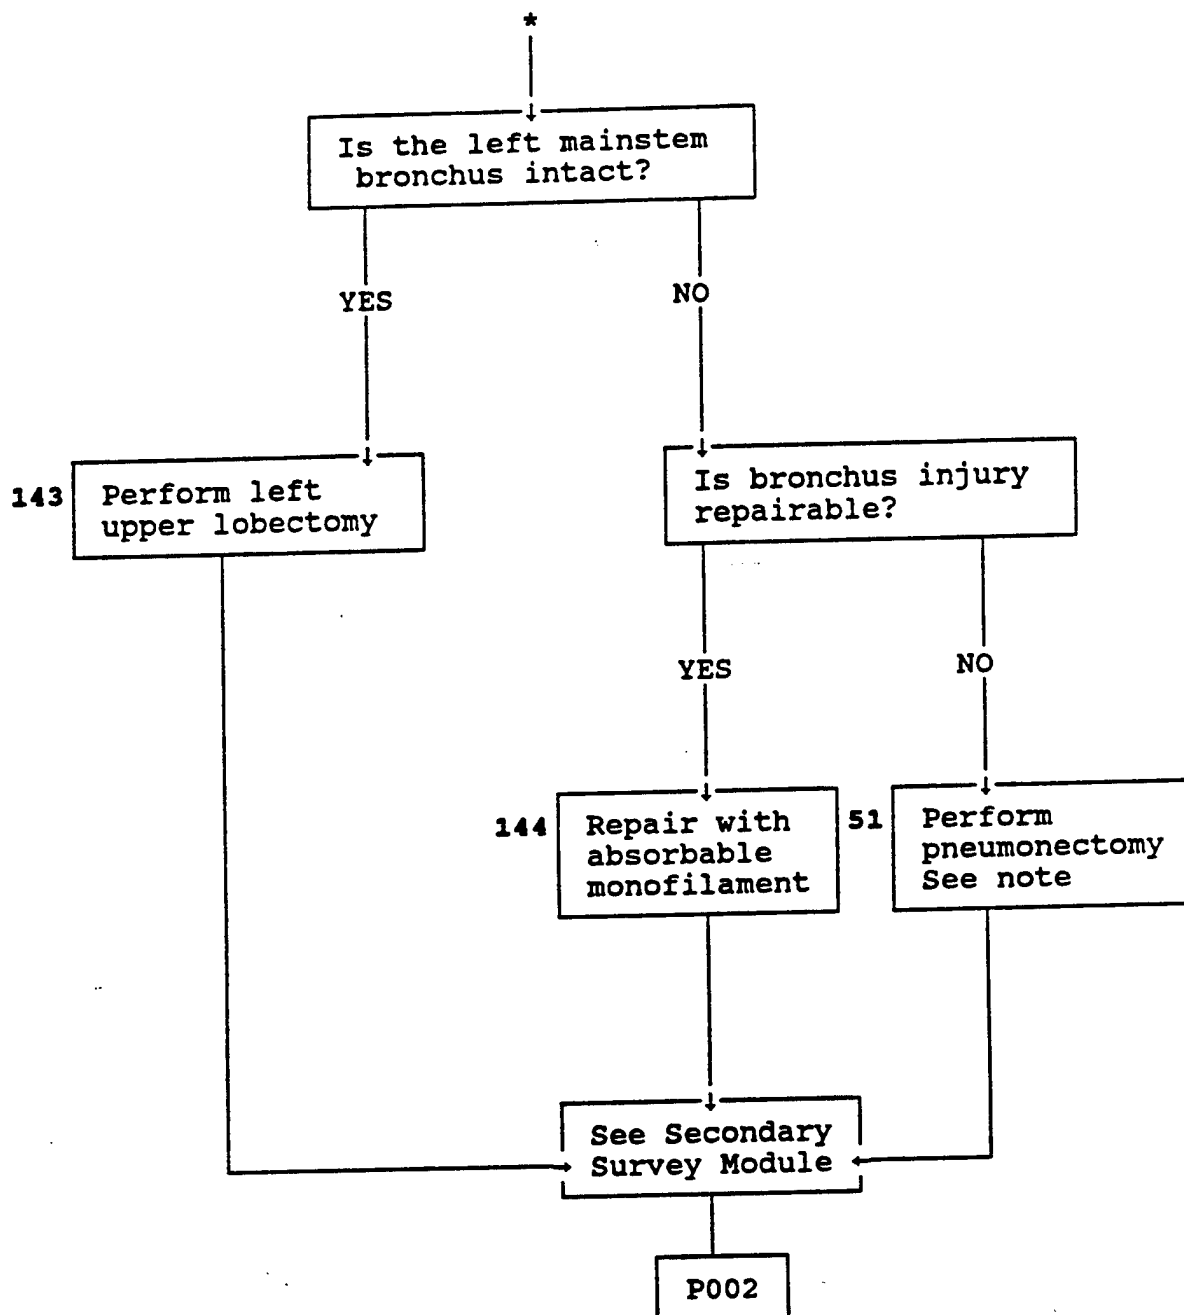 *
Is the left mainstem
bronchus intact?
YES
NO
143
Perform left
upper lobectomy
Is bronchus injury
repairable?
YES
NO
144
Repair with
absorbable
monofilament
51
Perform
pneumonectomy
See note
See Secondary
Survey Module
P002